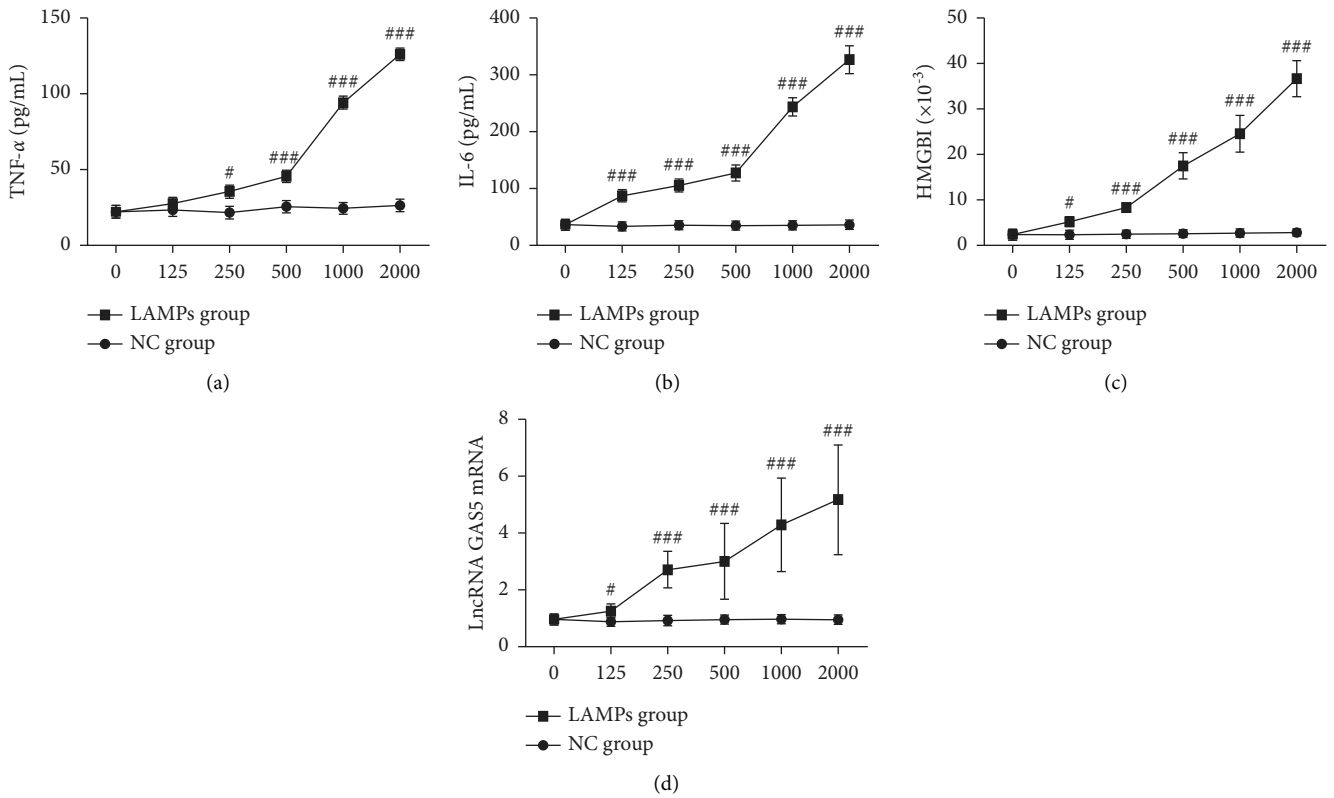 150
100
50
0
TNF-α (pg/mL)
#
###
###
###
0 125 250 500 1000 2000
LAMPs group
NC group
(a)
400
300
200
100
0
IL-6 (pg/mL)
###
###
###
###
###
0 125 250 500 1000 2000
LAMPs group
NC group
(b)
50
40
30
20
10
0
HMGBI (×10⁻³)
#
###
###
###
###
0 125 250 500 1000 2000
LAMPs group
NC group
(c)
8
6
4
2
0
LncRNA GAS5 mRNA
#
###
###
###
###
0 125 250 500 1000 2000
LAMPs group
NC group
(d)